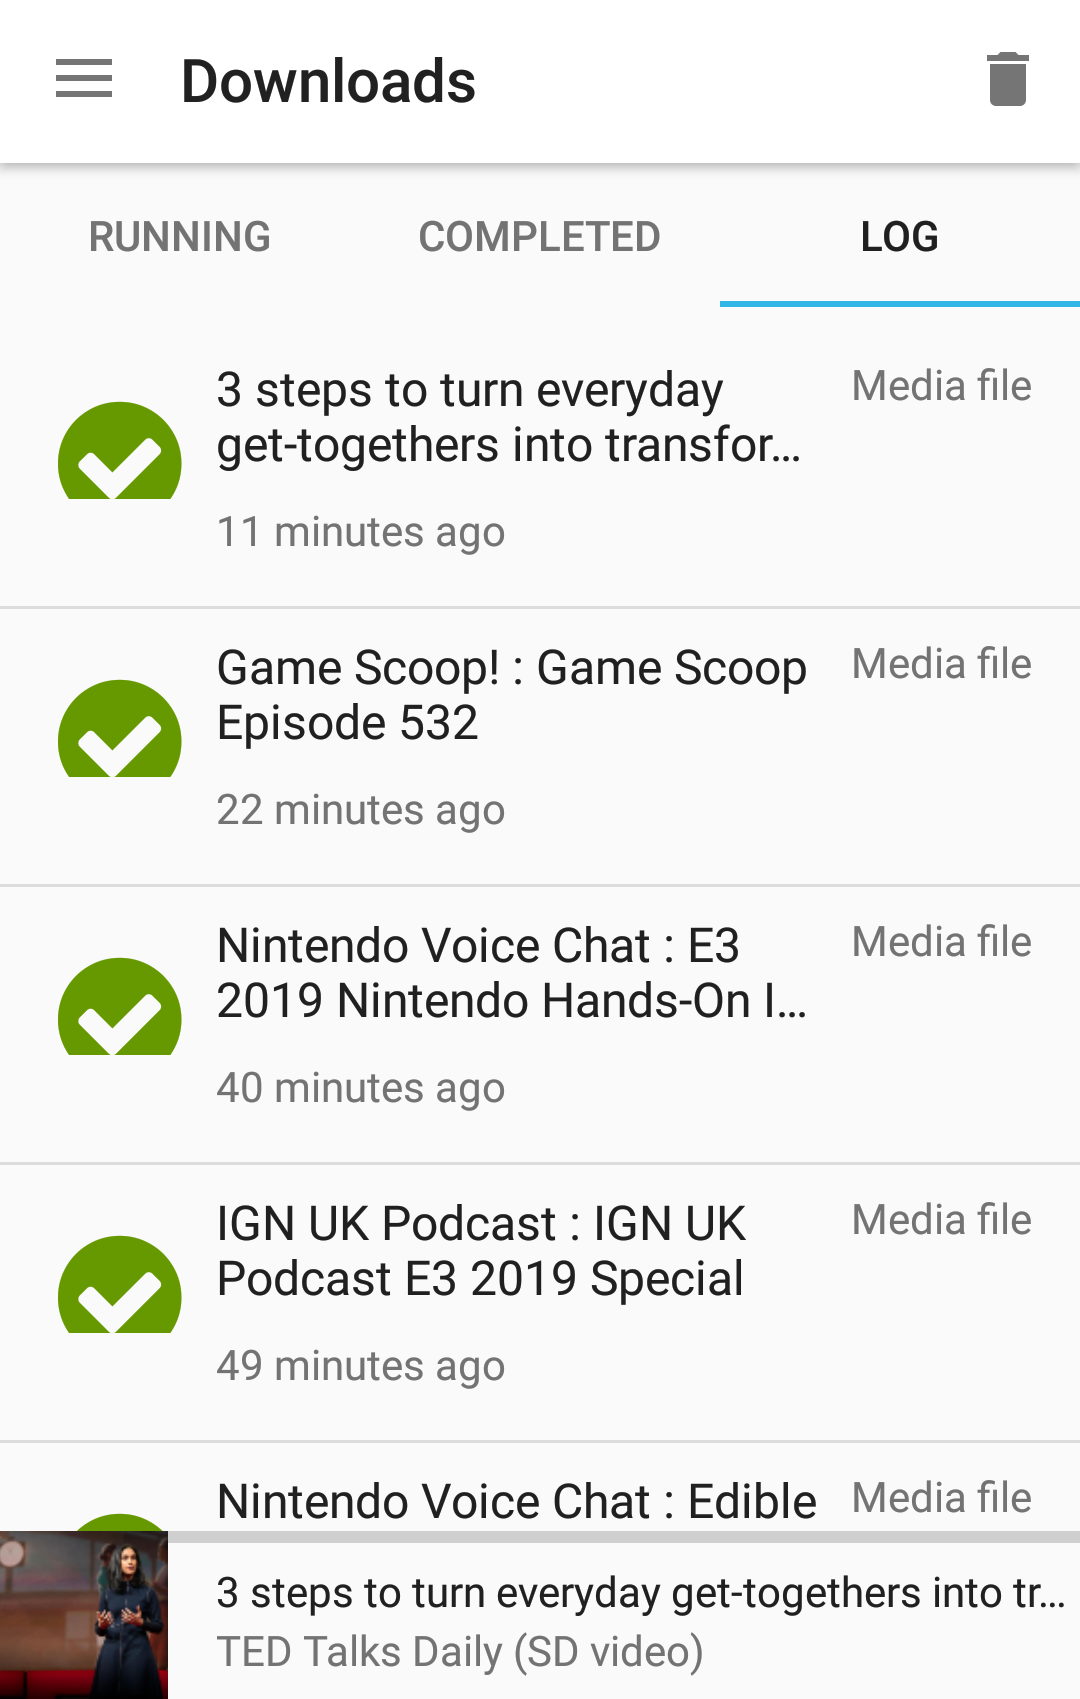 Downloads
RUNNING
COMPLETED
LOG
3 steps to turn everyday
get-togethers into transfor...
Media file
11 minutes ago
Game Scoop! : Game Scoop
Episode 532
Media file
22 minutes ago
Nintendo Voice Chat : E3
2019 Nintendo Hands-On I...
Media file
40 minutes ago
IGN UK Podcast : IGN UK
Podcast E3 2019 Special
Media file
49 minutes ago
Nintendo Voice Chat : Edible
Media file
3 steps to turn everyday get-togethers into tr...
TED Talks Daily (SD video)